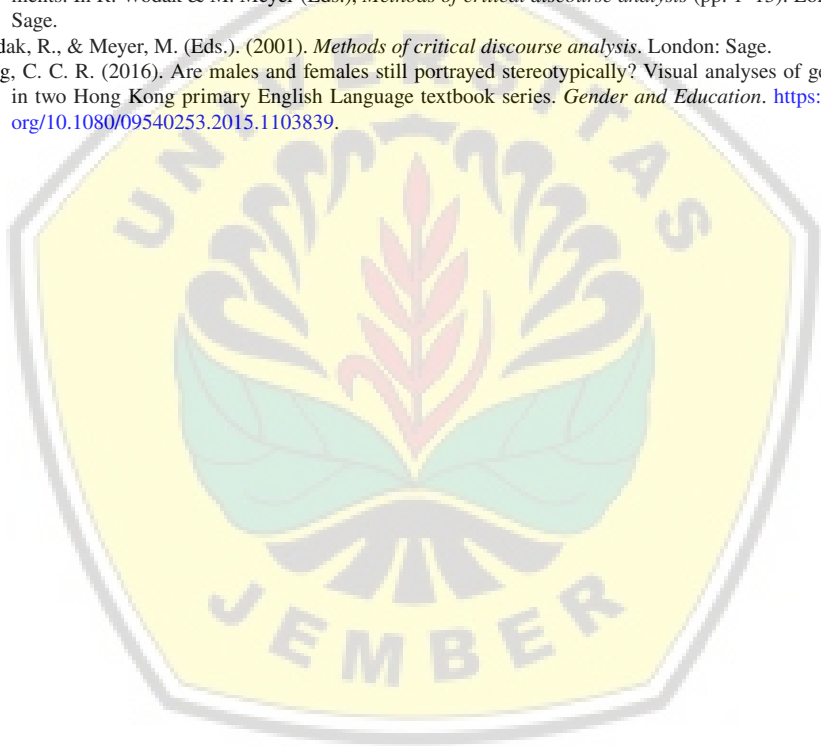 ments. In R. Wodak & M. Meyer (Eds.), Methods of critical discourse analysis (pp. 1–13). Lon
Sage.
dak, R., & Meyer, M. (Eds.). (2001). Methods of critical discourse analysis. London: Sage.
g, C. C. R. (2016). Are males and females still portrayed stereotypically? Visual analyses of ge
in two Hong Kong primary English Language textbook series. Gender and Education. https:
org/10.1080/09540253.2015.1103839.
UNIVERSITAS
JEMBER